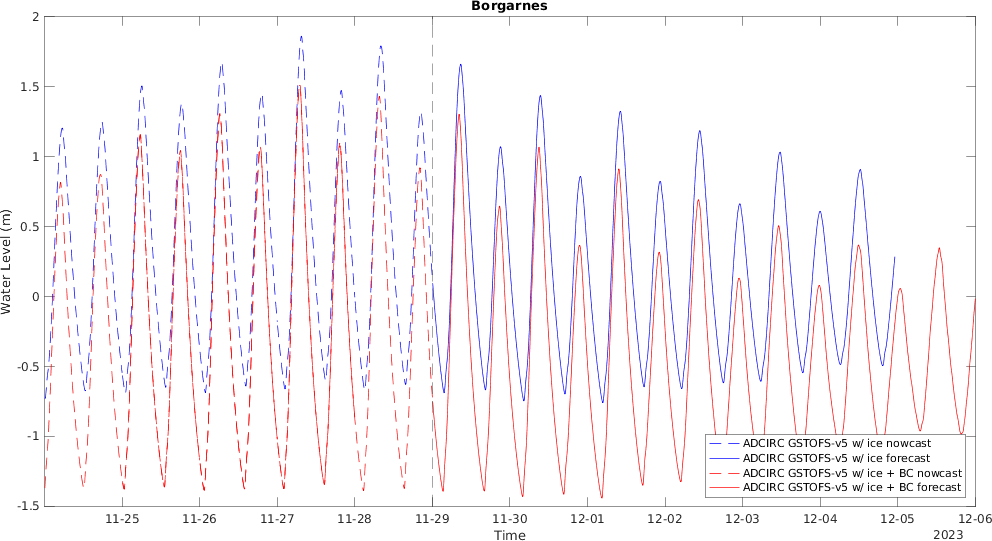 Borgarnes
Water Level (m)
2
1.5
1
0.5
0
-0.5
-1
-1.5
ADCIRC GSTOFS-v5 w/ ice nowcast
ADCIRC GSTOFS-v5 w/ ice forecast
ADCIRC GSTOFS-v5 w/ ice + BC nowcast
ADCIRC GSTOFS-v5 w/ ice + BC forecast
11-25 11-26 11-27 11-28 11-29 11-30 12-01 12-02 12-03 12-04 12-05 12-06
Time
2023